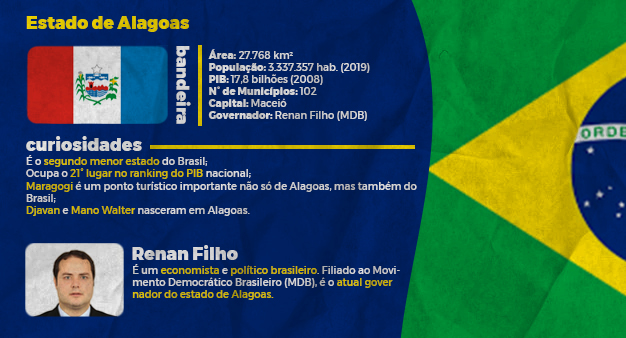 Estado de Alagoas
bandeira
Área: 27.768 km²
População: 3.337.357 hab. (2019)
PIB: 17,8 bilhões (2008)
N° de Municípios: 102
Capital: Maceió
Governador: Renan Filho (MDB)
curiosidades
É o segundo menor estado do Brasil;
Ocupa o 21° lugar no ranking do PIB nacional;
Maragogi é um ponto turístico importante não só de Alagoas, mas também do
Brasil;
Djavan e Mano Walter nasceram em Alagoas.
Renan Filho
É um economista e político brasileiro. Filiado ao Movi-
mento Democrático Brasileiro (MDB), é o atual gover
nador do estado de Alagoas.
ORDE